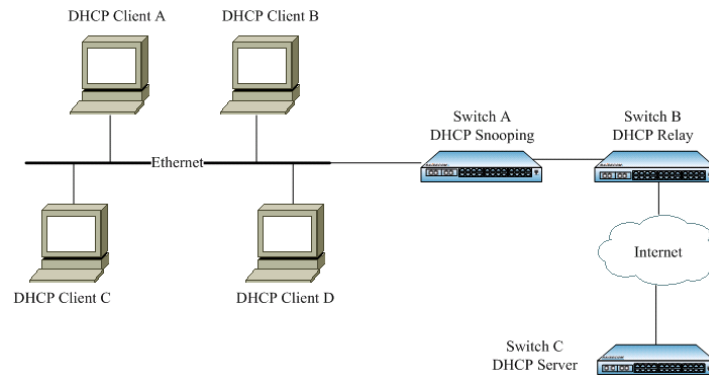 DHCP Client A
DHCP Client B
Switch A
DHCP Snooping
Switch B
DHCP Relay
Ethernet
DHCP Client C
DHCP Client D
Internet
Switch C
DHCP Server